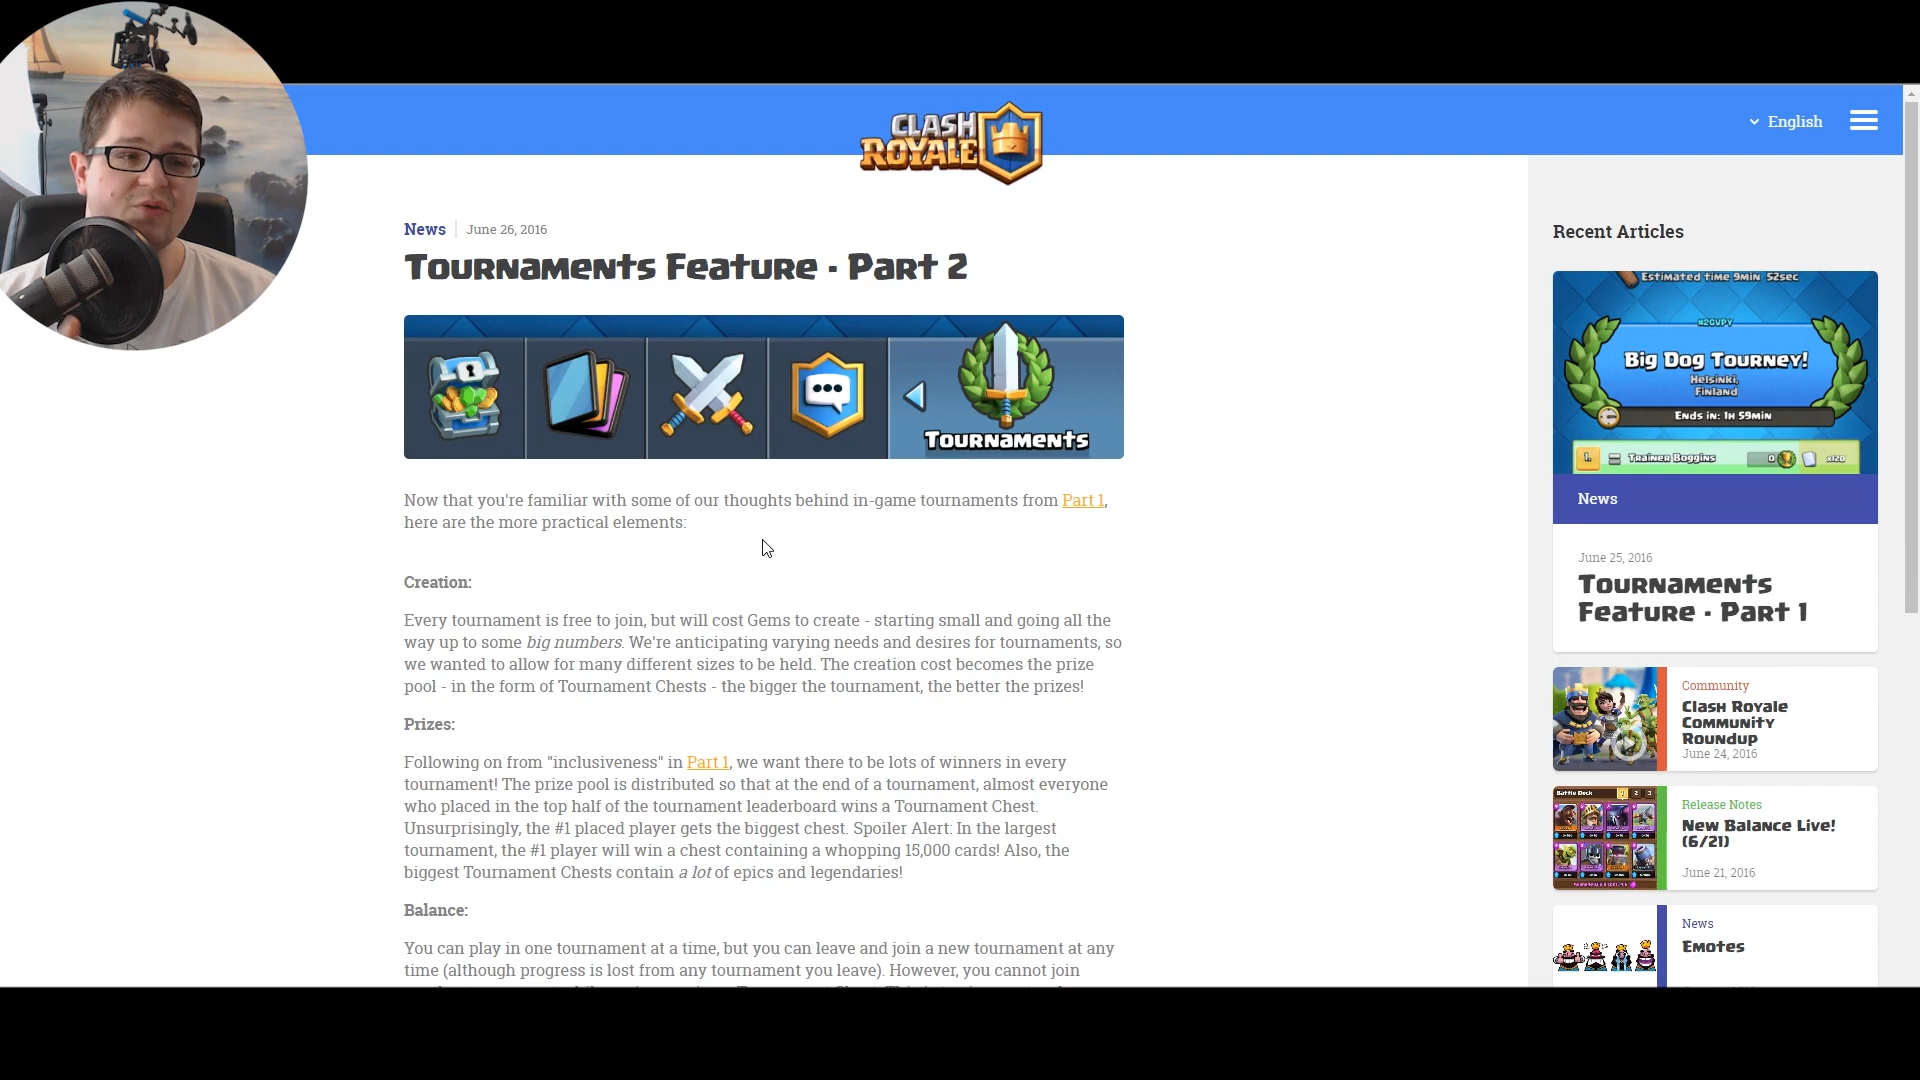 CLASH
ROYALE
English
News
June 26, 2016
Tournaments Feature - Part 2
Tournaments
Now that you're familiar with some of our thoughts behind in-game tournaments from Part 1,
here are the more practical elements:
Creation:
Every tournament is free to join, but will cost Gems to create - starting small and going all the
way up to some big numbers. We're anticipating varying needs and desires for tournaments, so
we wanted to allow for many different sizes to be held. The creation cost becomes the prize
pool - in the form of Tournament Chests - the bigger the tournament, the better the prizes!
Prizes:
Following on from "inclusiveness" in Part 1, we want there to be lots of winners in every
tournament! The prize pool is distributed so that at the end of a tournament, almost everyone
who placed in the top half of the tournament leaderboard wins a Tournament Chest.
Unsurprisingly, the #1 placed player gets the biggest chest. Spoiler Alert: In the largest
tournament, the #1 player will win a chest containing a whopping 15,000 cards! Also, the
biggest Tournament Chests contain a lot of epics and legendaries!
Balance:
You can play in one tournament at a time, but you can leave and join a new tournament at any
time (although progress is lost from any tournament you leave). However, you cannot join
Recent Articles
Estimated time 9min 52sec
#2GVPY
Big Dog Tourney!
Helsinki,
Finland
Ends in: 1h 59min
1. Trainer Boggins 0 x120
News
June 25, 2016
Tournaments
Feature - Part 1
Community
Clash Royale
Community
Roundup
June 24, 2016
Battle Deck 1 2 3
Release Notes
New Balance Live!
(6/21)
June 21, 2016
News
Emotes